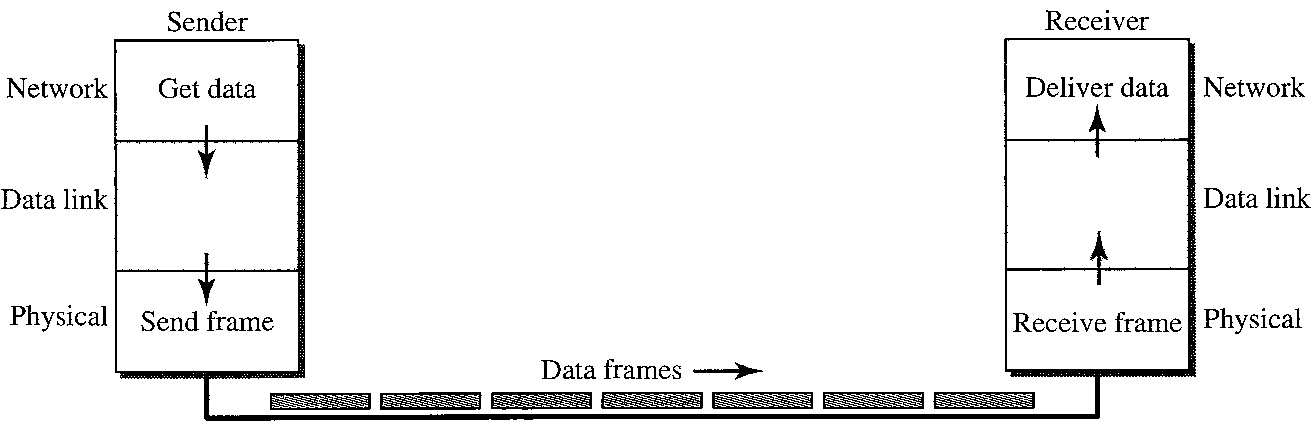 Sender
Receiver
Network
Get data
Deliver data
Network
Data link
Data link
Physical
Send frame
Receive frame
Physical
Data frames